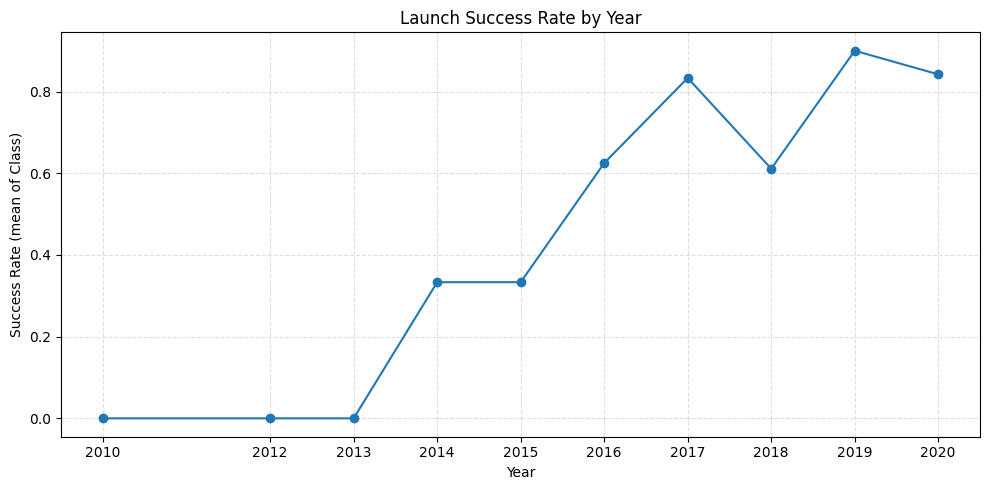 Launch Success Rate by Year
Success Rate (mean of Class)
0.8
0.6
0.4
0.2
0.0
2010 2012 2013 2014 2015 2016 2017 2018 2019 2020
Year